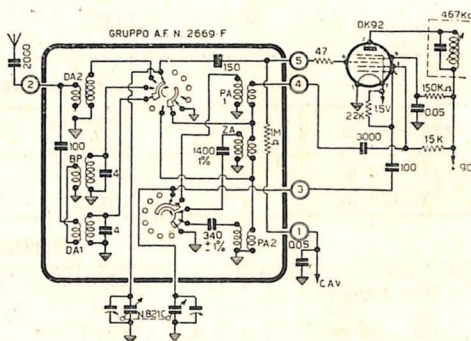 GRUPPO A.F. N. 2669-F
DK92
467Kc
2000
2
DA2
150
5
47
PA
1
4
1,5V
150KΩ
0.05
22K
100
ZA
1MΩ
3000
15K
BP
4
1400
1%
100
90
3
4
340
±1%
DA1
PA2
1
0.05
CAV
N.821C